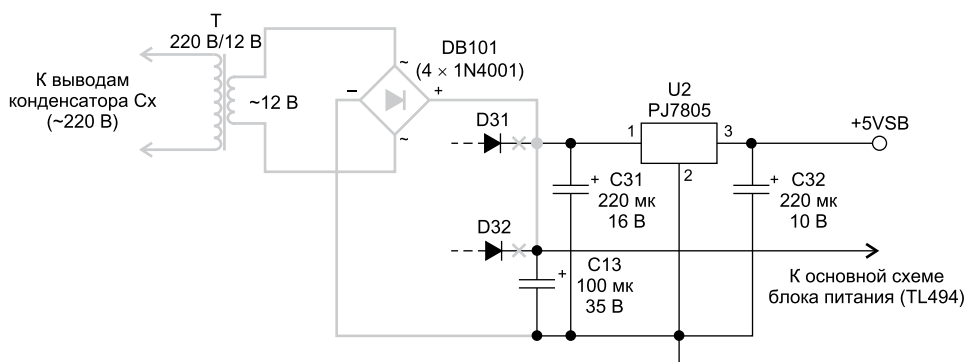 T
220 В/12 В
К выводам
конденсатора Cx
(~220 В)
~12 В
DB101
(4 × 1N4001)
~
−
+
~
D31
U2
PJ7805
1
3
2
+5VSB
+
C31
220 мк
16 В
+
C32
220 мк
10 В
D32
+
C13
100 мк
35 В
К основной схеме
блока питания (TL494)